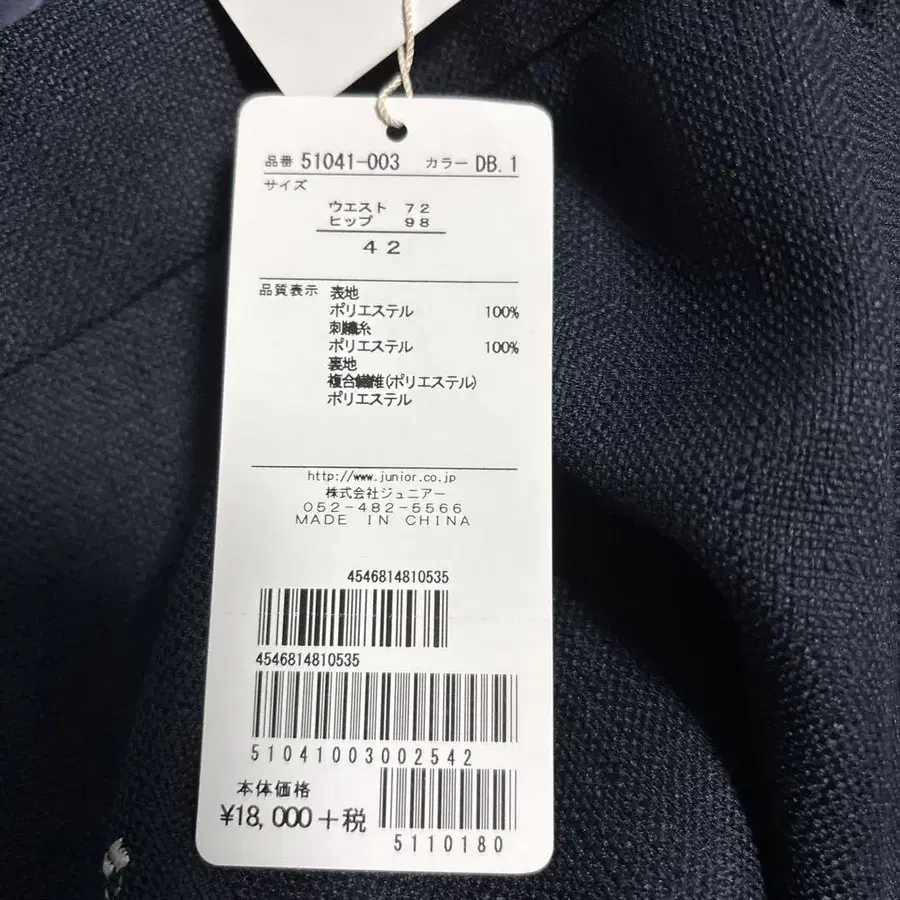 品番 51041-003 カラー DB. 1
サイズ
ウエスト 72
ヒップ 98
42
品質表示 表地
ポリエステル 100%
刺繍糸
ポリエステル 100%
裏地
複合繊維(ポリエステル)
ポリエステル
http://www.junior.co.jp
株式会社ジュニアー
052-482-5566
MADE IN CHINA
4546814810535
4546814810535
51041003002542
本体価格
¥18,000+税
5110180